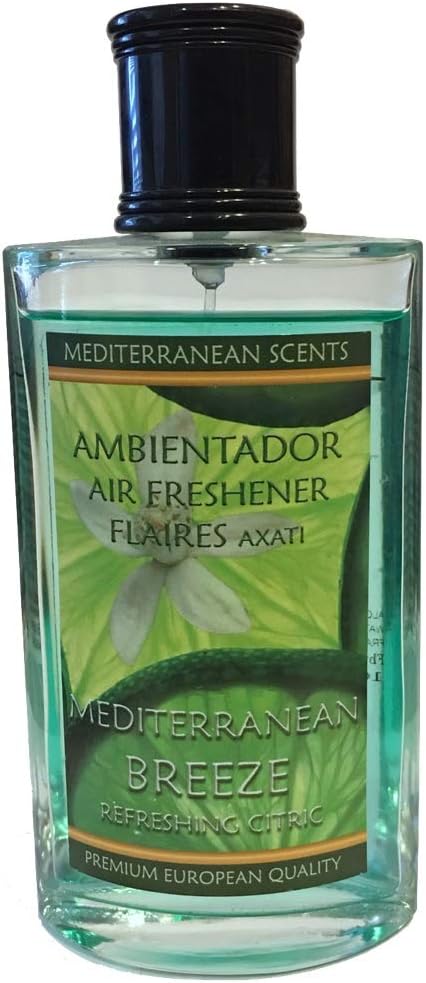 MEDITERRANEAN SCENTS
AMBIENTADOR
AIR FRESHENER
FLAIRES AXATI
MEDITERRANEAN
BREEZE
REFRESHING CITRIC
PREMIUM EUROPEAN QUALITY